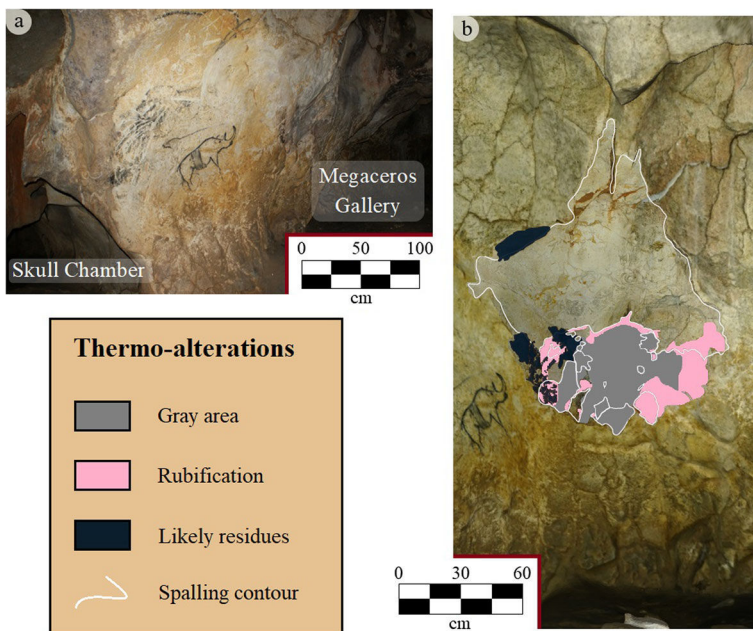 a
Megaceros
Gallery
Skull Chamber
0 50 100
cm
b
Thermo-alterations
Gray area
Rubification
Likely residues
Spalling contour
0 30 60
cm